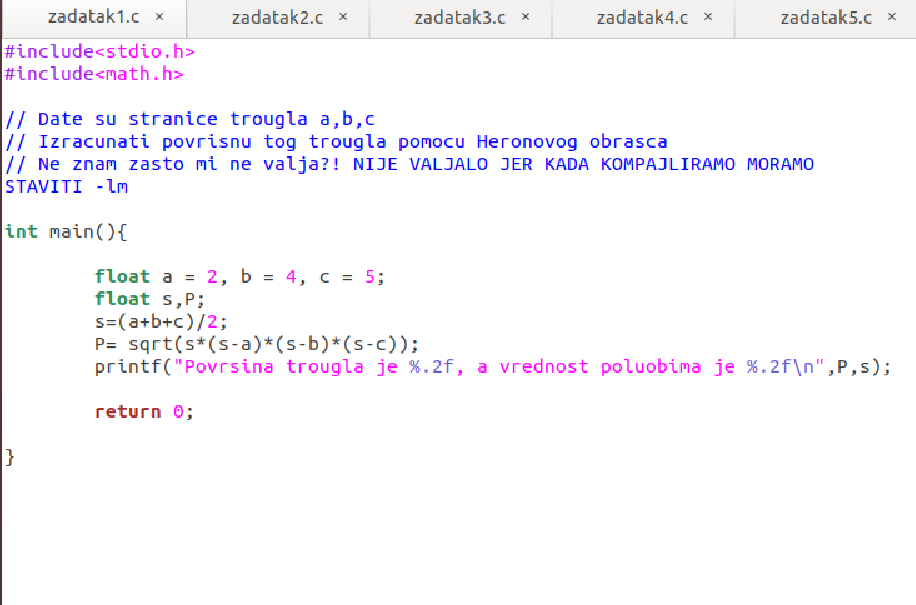 zadatak1.c × zadatak2.c × zadatak3.c × zadatak4.c × zadatak5.c ×
#include<stdio.h>
#include<math.h>
// Date su stranice trougla a,b,c
// Izracunati povrisnu tog trougla pomocu Heronovog obrasca
// Ne znam zasto mi ne valja?! NIJE VALJALO JER KADA KOMPAJLIRAMO MORAMO
STAVITI -lm
int main(){
float a = 2, b = 4, c = 5;
float s,P;
s=(a+b+c)/2;
P= sqrt(s*(s-a)*(s-b)*(s-c));
printf("Povrsina trougla je %.2f, a vrednost poluobima je %.2f\n",P,s);
return 0;
}